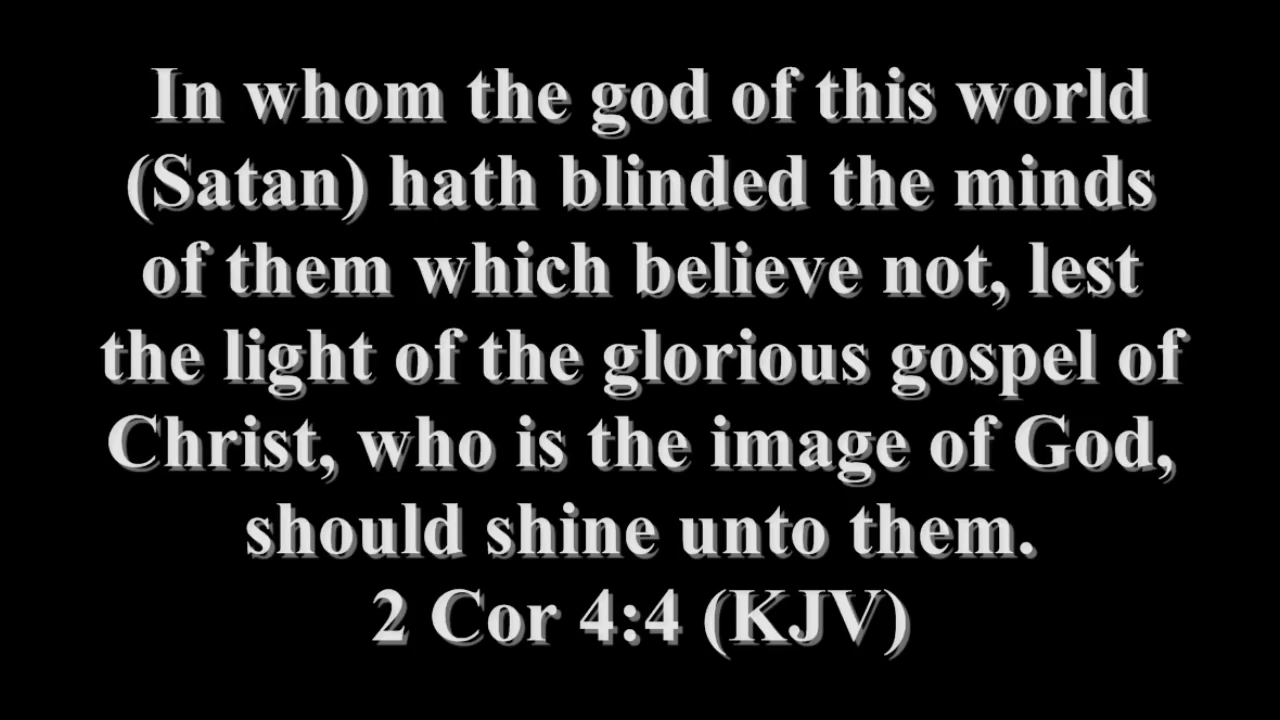 In whom the god of this world
(Satan) hath blinded the minds
of them which believe not, lest
the light of the glorious gospel of
Christ, who is the image of God,
should shine unto them.
2 Cor 4:4 (KJV)